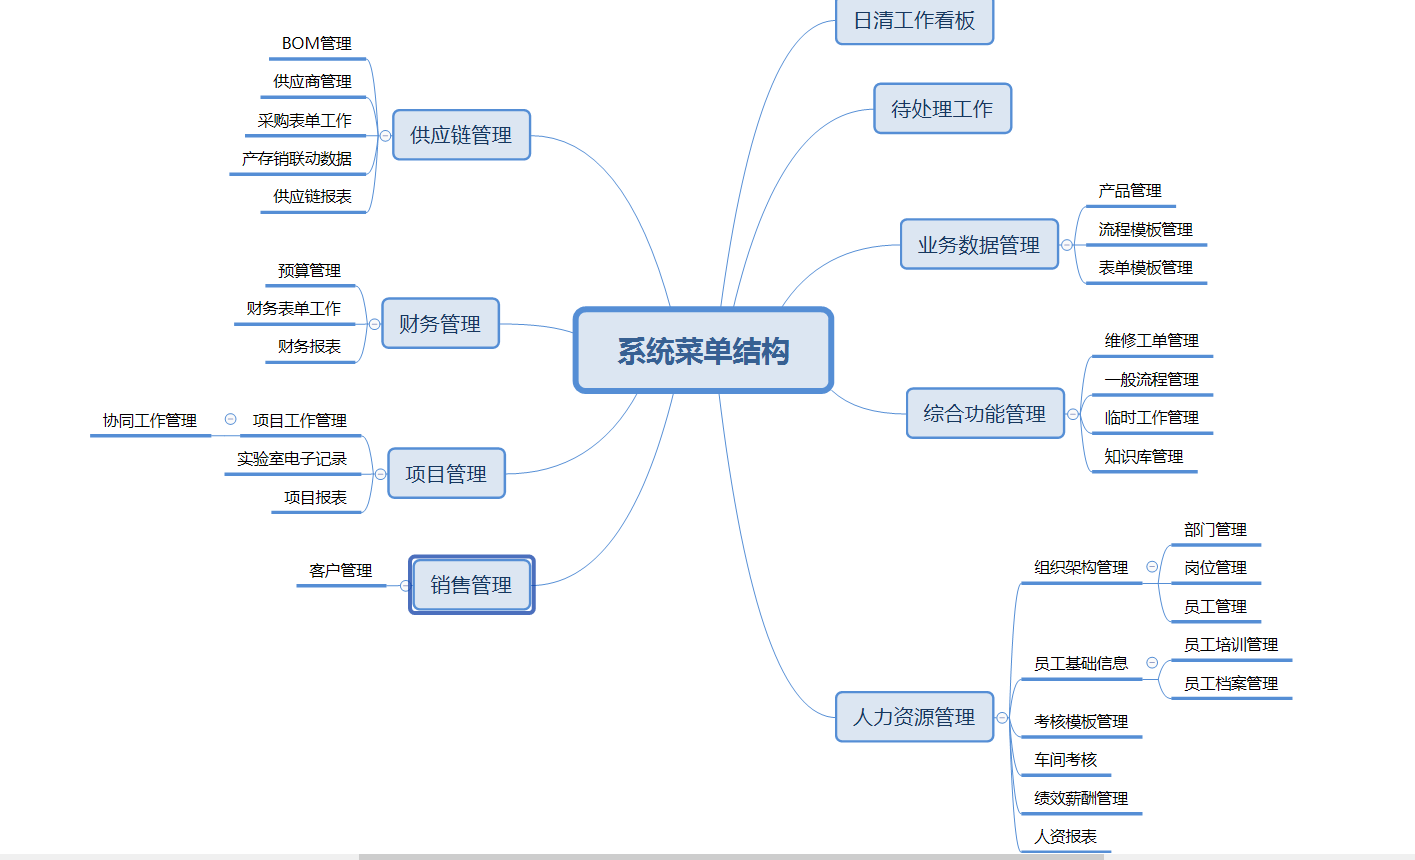 系统菜单结构
日清工作看板
待处理工作
业务数据管理
产品管理
流程模板管理
表单模板管理
综合功能管理
维修工单管理
一般流程管理
临时工作管理
知识库管理
人力资源管理
组织架构管理
部门管理
岗位管理
员工管理
员工基础信息
员工培训管理
员工档案管理
考核模板管理
车间考核
绩效薪酬管理
人资报表
供应链管理
BOM管理
供应商管理
采购表单工作
产存销联动数据
供应链报表
财务管理
预算管理
财务表单工作
财务报表
项目管理
项目工作管理
协同工作管理
实验室电子记录
项目报表
销售管理
客户管理